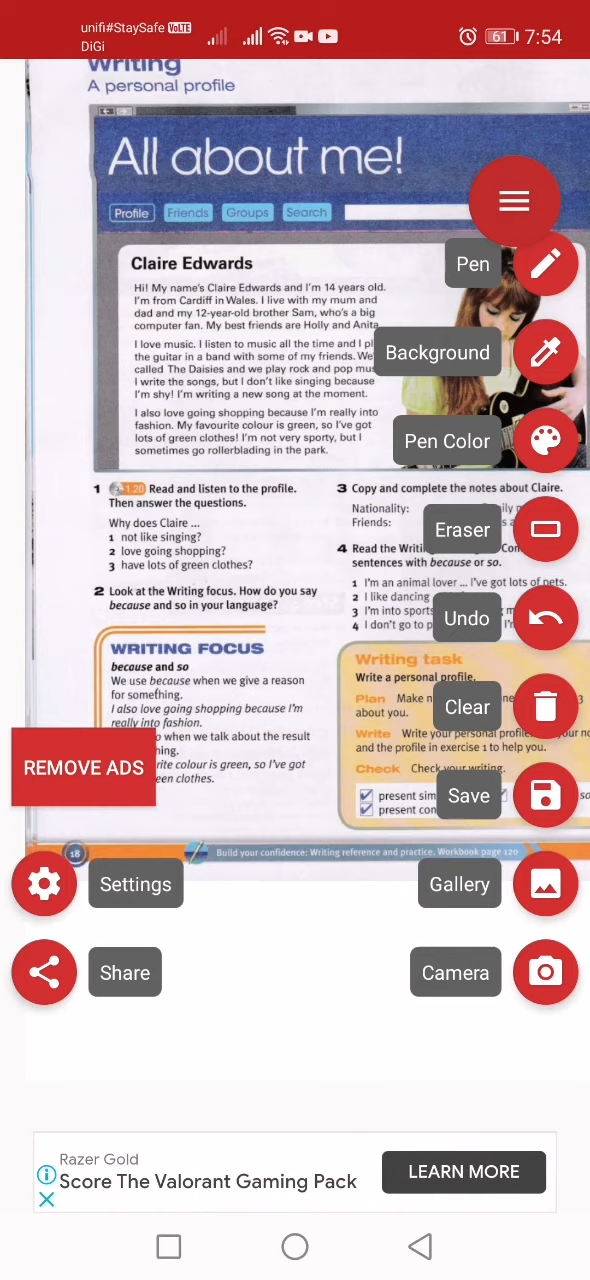 unifi#StaySafe VoLTE
DiGi
61 7:54
Writing
A personal profile
All about me!
Profile Friends Groups Search
Claire Edwards
Hi! My name's Claire Edwards and I'm 14 years old.
I'm from Cardiff in Wales. I live with my mum and
dad and my 12-year-old brother Sam, who's a big
computer fan. My best friends are Holly and Anita
I love music. I listen to music all the time and I pl
the guitar in a band with some of my friends. We
called The Daisies and we play rock and pop mus
I write the songs, but I don't like singing because
I'm shy! I'm writing a new song at the moment.
I also love going shopping because I'm really into
fashion. My favourite colour is green, so I've got
lots of green clothes! I'm not very sporty, but I
sometimes go rollerblading in the park.
1 1.20 Read and listen to the profile.
Then answer the questions.
Why does Claire ...
1 not like singing?
2 love going shopping?
3 have lots of green clothes?
2 Look at the Writing focus. How do you say
because and so in your language?
WRITING FOCUS
because and so
We use because when we give a reason
for something.
I also love going shopping because I'm
really into fashion.
o when we talk about the result
hing.
rite colour is green, so I've got
een clothes.
3 Copy and complete the notes about Claire.
Nationality:
Friends:
4 Read the Writi Con
sentences with because or so.
1 I'm an animal lover ... I've got lots of pets.
2 I like dancing
3 I'm into sports
4 I don't go to p I'r
Writing task
Write a personal profile.
Plan Make n ne 3
about you.
Write Write your personal profile. our no
and the profile in exercise 1 to help you.
Check Check your writing.
present sim so
present con
18 Build your confidence: Writing reference and practice. Workbook page 120
Pen
Background
Pen Color
Eraser
Undo
Clear
Save
Gallery
Camera
REMOVE ADS
Settings
Share
Razer Gold
Score The Valorant Gaming Pack
LEARN MORE